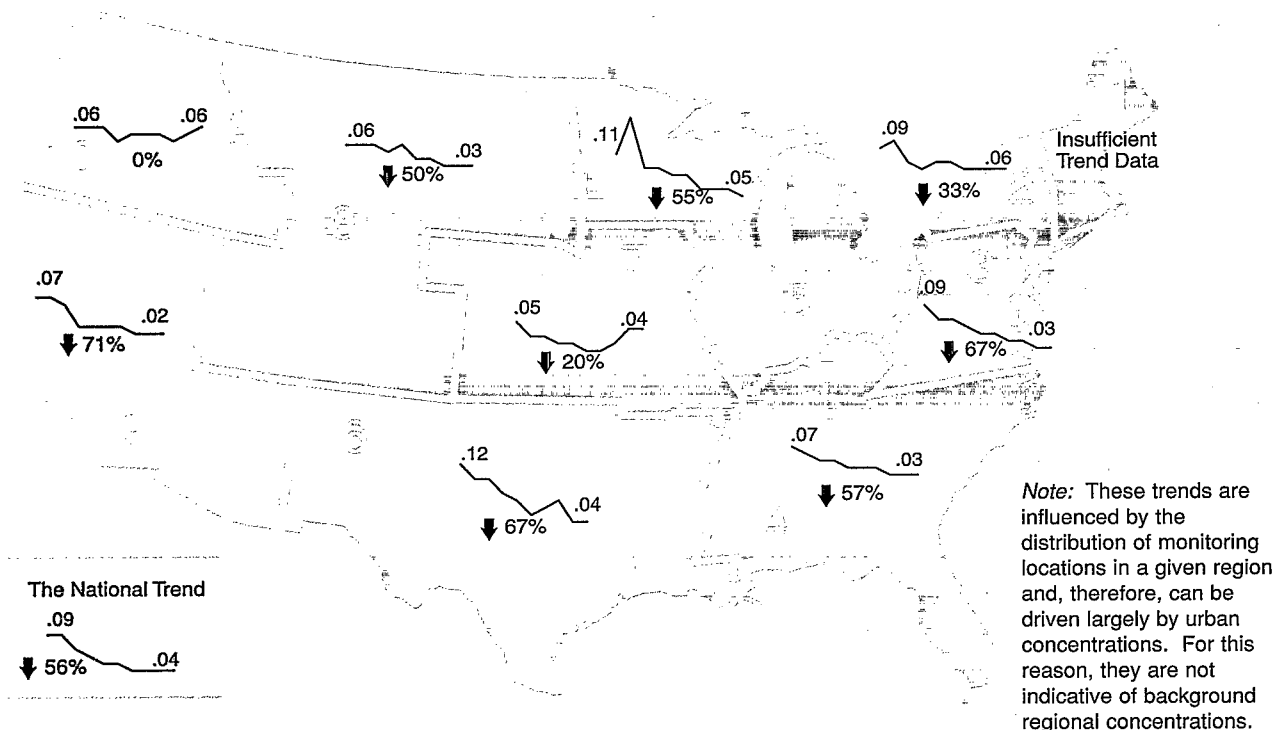 .06 .06
0%
.06 .03
50%
.11 .05
55%
.09 .06
33%
Insufficient
Trend Data
.07 .02
71%
.05 .04
20%
.09 .03
67%
.12 .04
67%
.07 .03
57%
The National Trend
.09 .04
56%
Note: These trends are
influenced by the
distribution of monitoring
locations in a given region
and, therefore, can be
driven largely by urban
concentrations. For this
reason, they are not
indicative of background
regional concentrations.